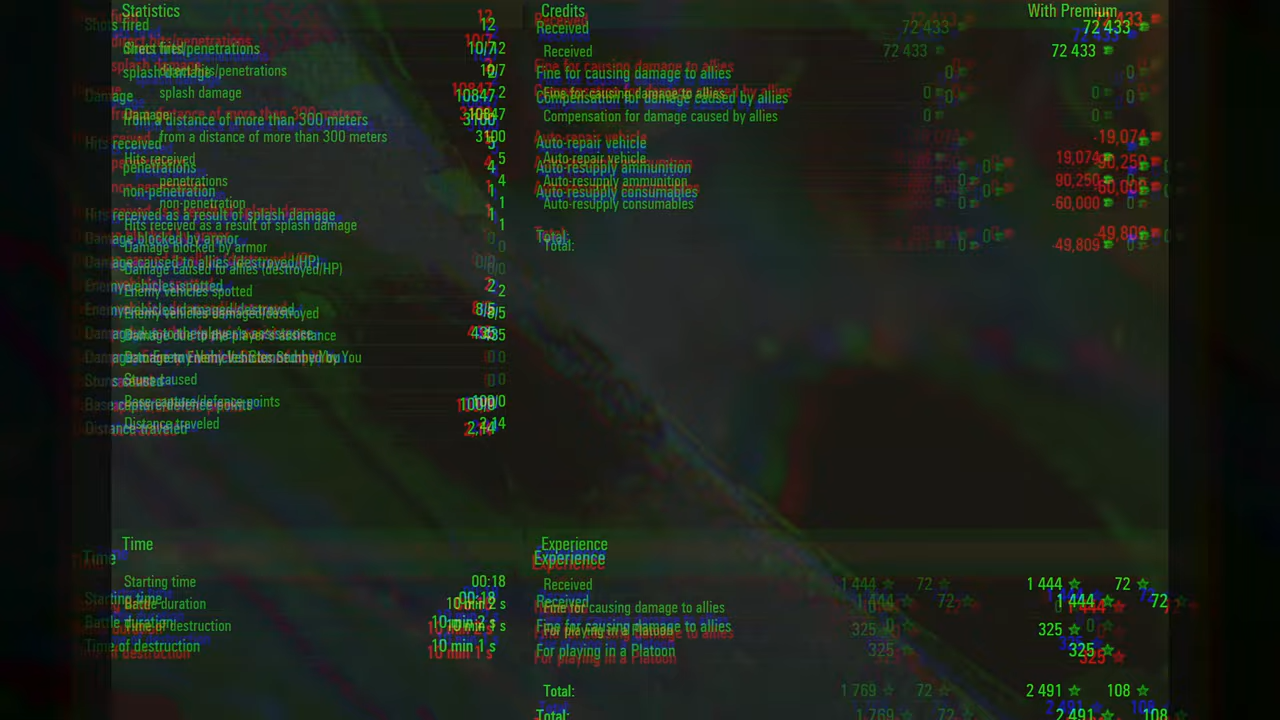 Statistics
Shots fired 12
Direct hits/penetrations 10/7
splash damage 2
Damage 10847
from a distance of more than 300 meters 3100
Hits received 5
penetrations 4
non-penetration 1
Hits received as a result of splash damage 1
Damage blocked by armor 0
Damage caused to allies (destroyed/HP) 0/0
Enemy vehicles spotted 2
Enemy vehicles damaged/destroyed 8/5
Damage due to the player's assistance 435
Damage to Enemy Vehicles Stunned by You 0
Stuns caused 0
Base capture/defence points 100/0
Distance traveled 2,14
Credits With Premium
Received 72 433 72 433
Fine for causing damage to allies 0 0
Compensation for damage caused by allies 0 0
Auto-repair vehicle -19,074
Auto-resupply ammunition 0 90,250
Auto-resupply consumables 0 -60,000
Total: 0 -49,809
Time
Starting time 00:18
Battle duration 10 min 2 s
Time of destruction 10 min 1 s
Experience
Received 1 444 72 1 444 72
Fine for causing damage to allies 0 0
For playing in a Platoon 325 325
Total: 1 769 72 2 491 108